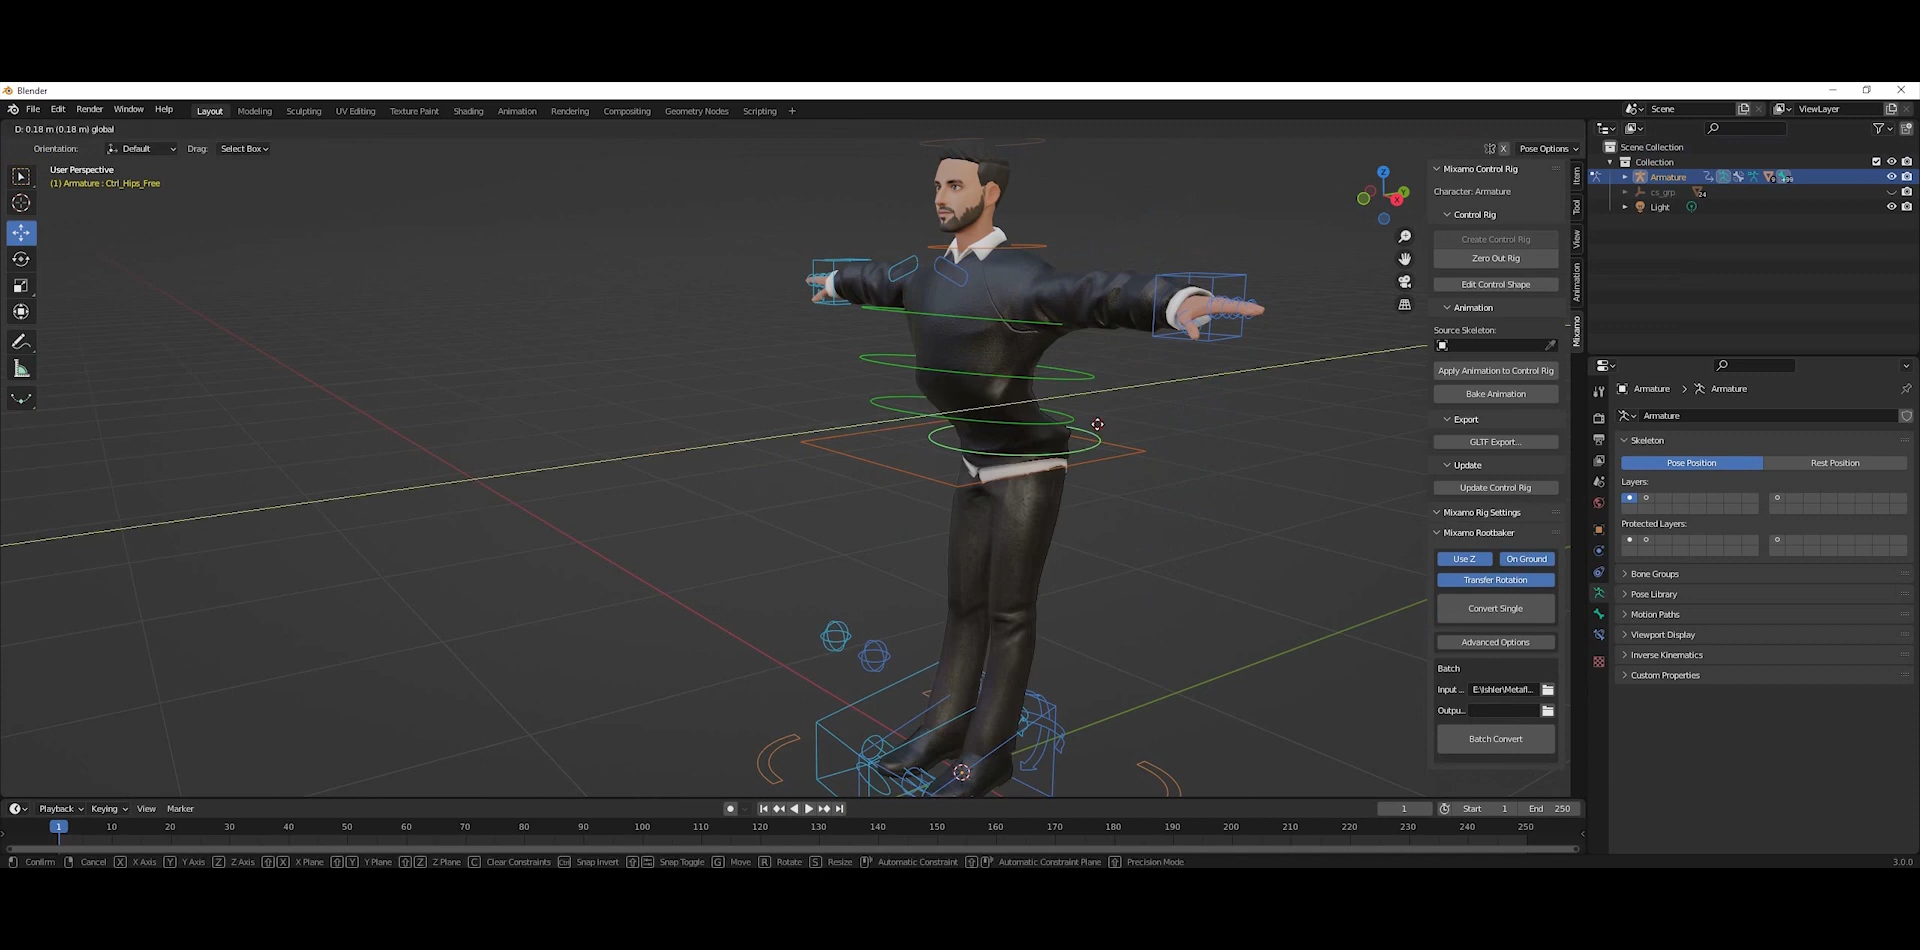 Blender
File Edit Render Window Help Layout Modeling Sculpting UV Editing Texture Paint Shading Animation Rendering Compositing Geometry Nodes Scripting + Scene ViewLayer
D: 0.18 m (0.18 m) global
Orientation: Default Drag: Select Box X Pose Options
User Perspective
(1) Armature : Ctrl_Hips_Free
Z
Y
X
Mixamo Control Rig
Character: Armature
Control Rig
Create Control Rig
Zero Out Rig
Edit Control Shape
Animation
Source Skeleton:
Apply Animation to Control Rig
Bake Animation
Export
GLTF Export...
Update
Update Control Rig
Mixamo Rig Settings
Mixamo Rootbaker
Use Z On Ground
Transfer Rotation
Convert Single
Advanced Options
Batch
Input ... E:\Ishler\Metafl...
Outpu...
Batch Convert
Item
Tool
View
Animation
Mixamo
Scene Collection
Collection
Armature
cs_grp 24
Light
Armature > Armature
Armature
Skeleton
Pose Position Rest Position
Layers:
Protected Layers:
Bone Groups
Pose Library
Motion Paths
Viewport Display
Inverse Kinematics
Custom Properties
Playback Keying View Marker 1 Start 1 End 250
1 10 20 30 40 50 60 70 80 90 100 110 120 130 140 150 160 170 180 190 200 210 220 230 240 250
Confirm Cancel X X Axis Y Y Axis Z Z Axis X X Plane Y Y Plane Z Z Plane C Clear Constraints Ctrl Snap Invert Snap Toggle G Move R Rotate S Resize Automatic Constraint Automatic Constraint Plane Precision Mode 3.0.0